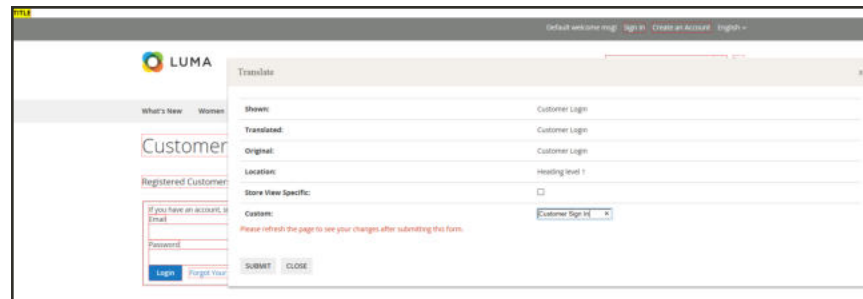 TITLE
Default welcome msg! Sign In Create an Account English
LUMA
Translate
x
What's New Women
Shown: Customer Login
Translated: Customer Login
Customer
Original: Customer Login
Location: Heading level 1
Registered Customer
Store View Specific:
If you have an account, s
Custom: Customer Sign In x
Email
Please refresh the page to see your changes after submitting this form.
Password
SUBMIT CLOSE
Login Forgot Your